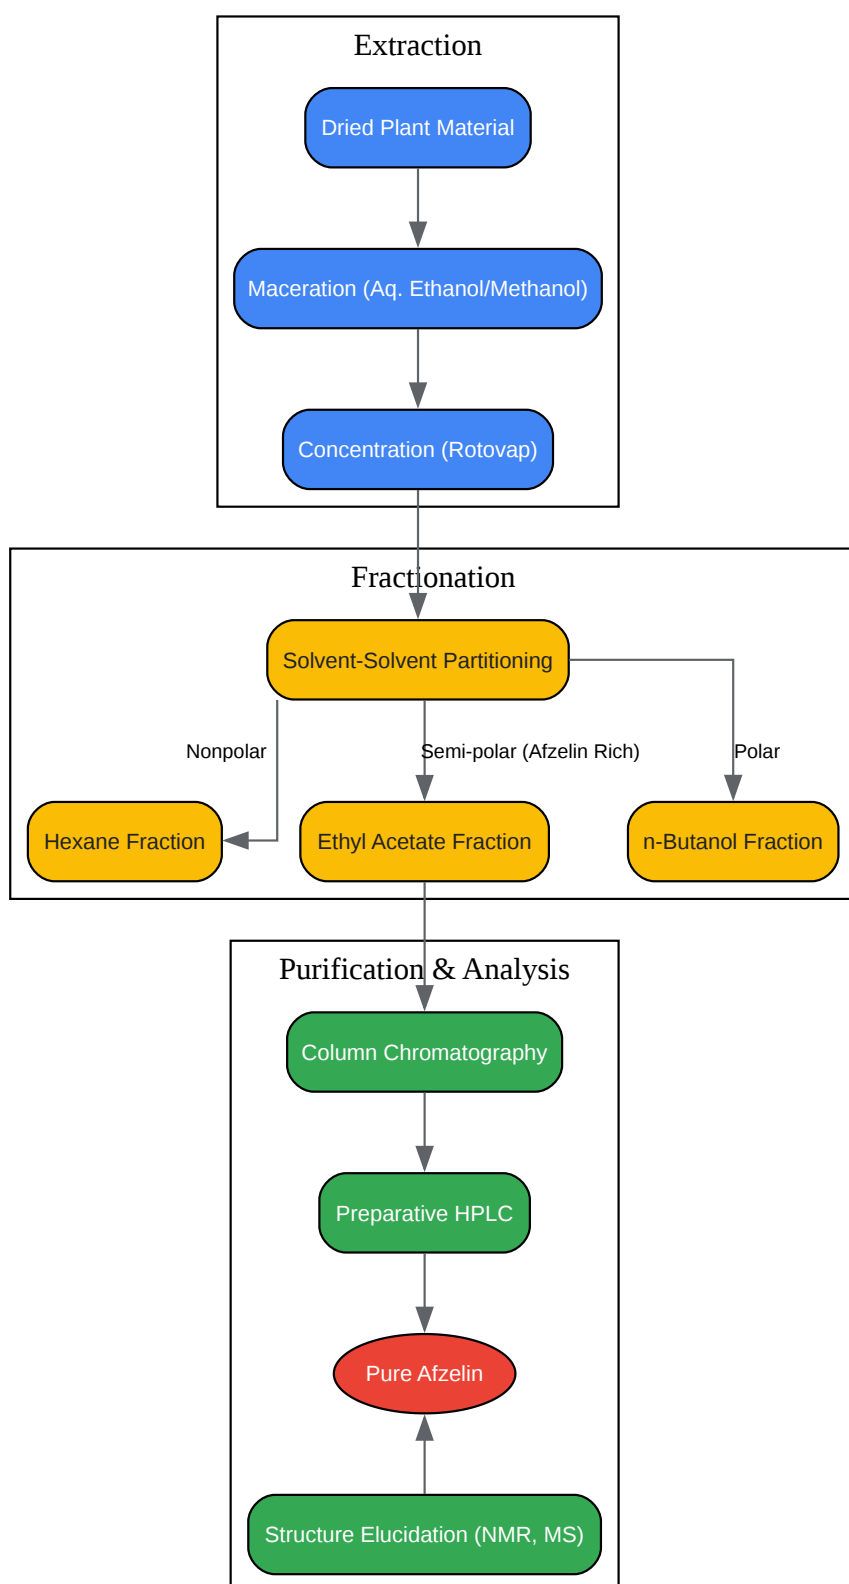 Extraction
Dried Plant Material
Maceration (Aq. Ethanol/Methanol)
Concentration (Rotovap)
Fractionation
Solvent-Solvent Partitioning
Nonpolar
Semi-polar (Afzelin Rich)
Polar
Hexane Fraction
Ethyl Acetate Fraction
n-Butanol Fraction
Purification & Analysis
Column Chromatography
Preparative HPLC
Pure Afzelin
Structure Elucidation (NMR, MS)